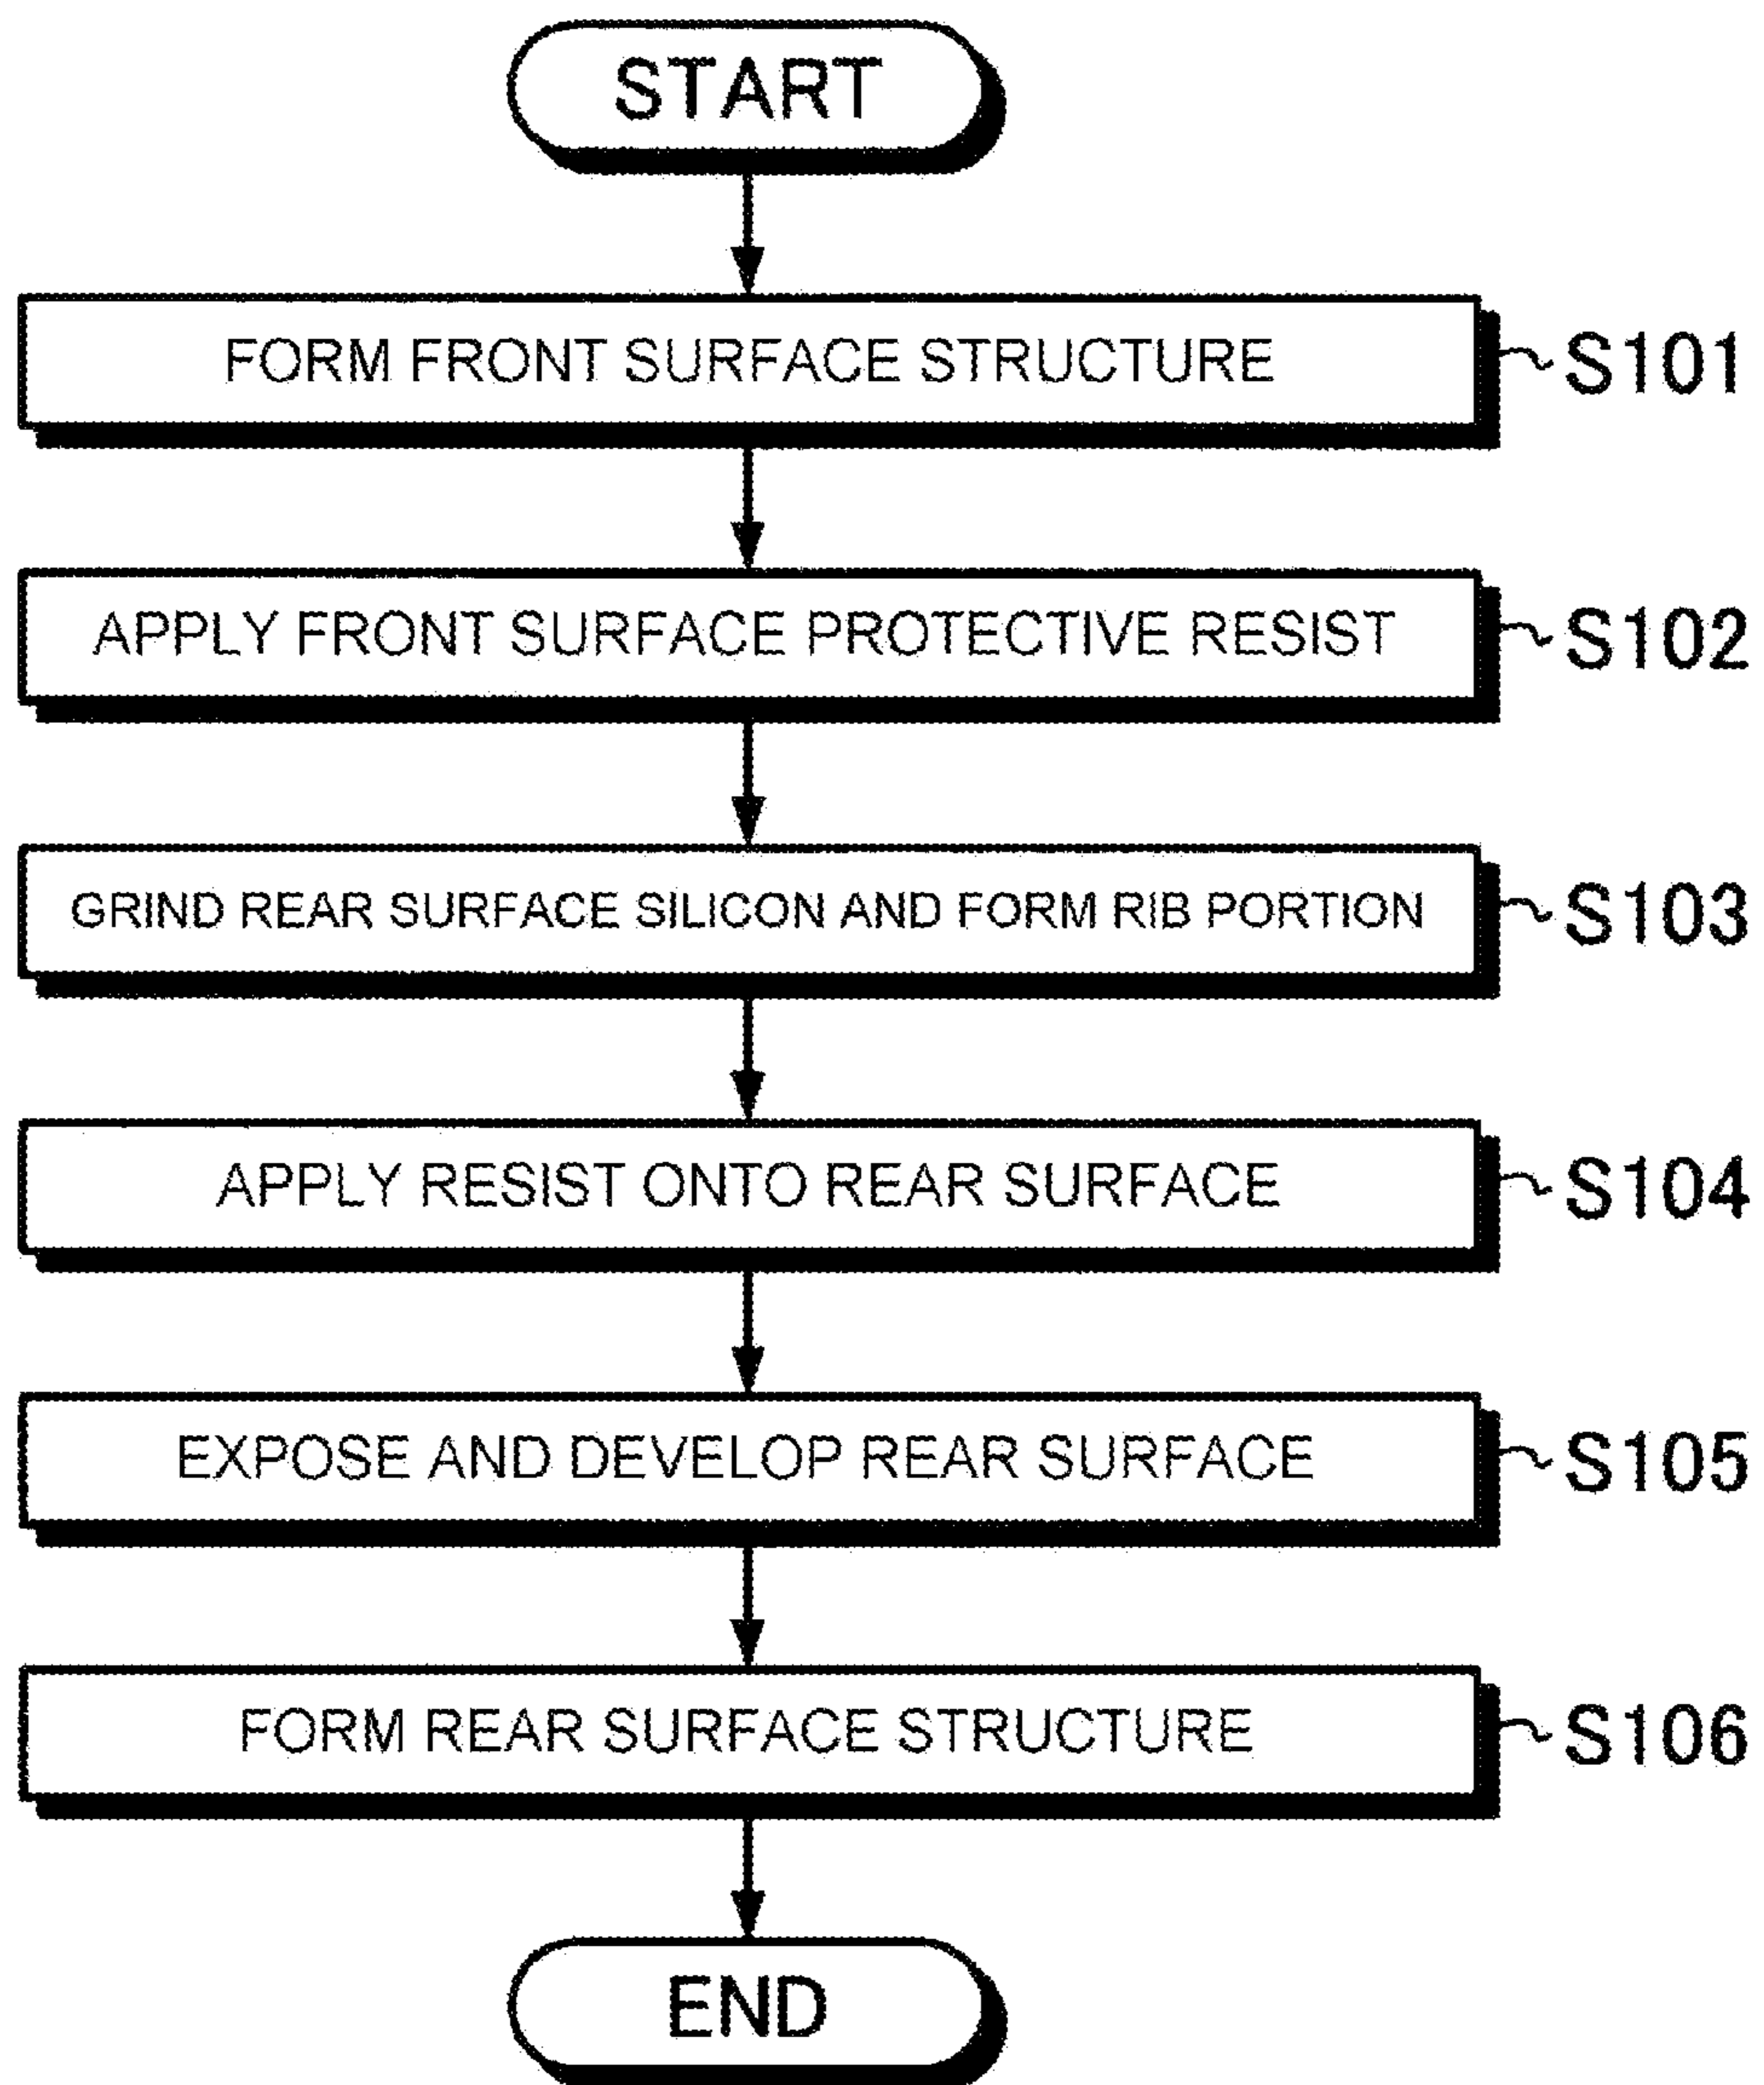 START
FORM FRONT SURFACE STRUCTURE
S101
APPLY FRONT SURFACE PROTECTIVE RESIST
S102
GRIND REAR SURFACE SILICON AND FORM RIB PORTION
S103
APPLY RESIST ONTO REAR SURFACE
S104
EXPOSE AND DEVELOP REAR SURFACE
S105
FORM REAR SURFACE STRUCTURE
S106
END